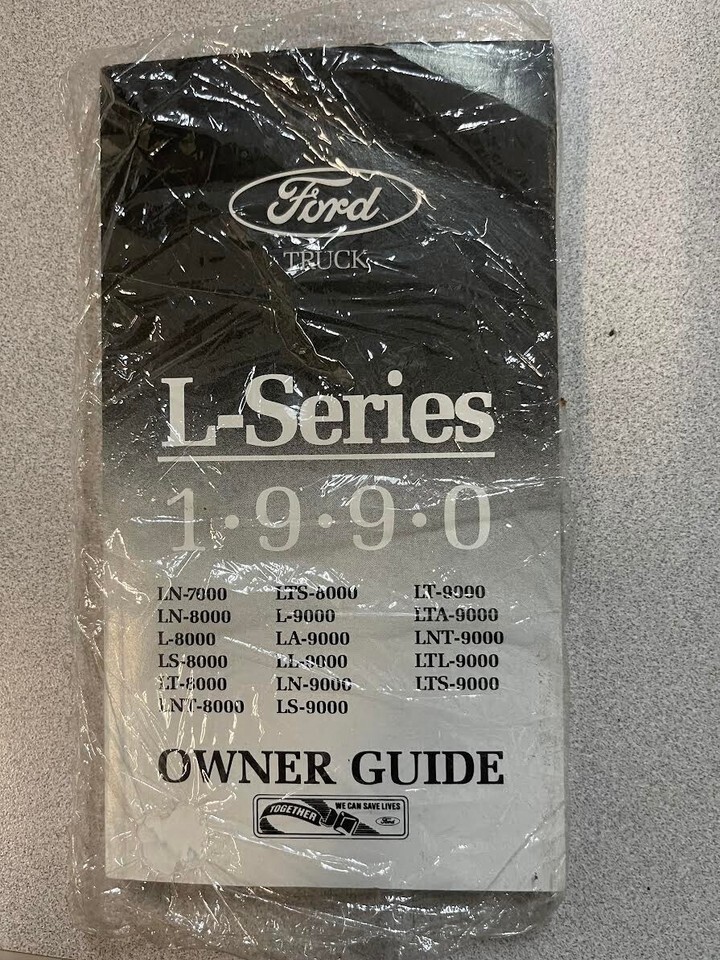 Ford
TRUCK
L-Series
1·9·9·0
LN-7000 LTS-8000 LT-9000
LN-8000 L-9000 LTA-9000
L-8000 LA-9000 LNT-9000
LS-8000 LL-9000 LTL-9000
LT-8000 LN-9000 LTS-9000
LNT-8000 LS-9000
OWNER GUIDE
TOGETHER WE CAN SAVE LIVES
Ford